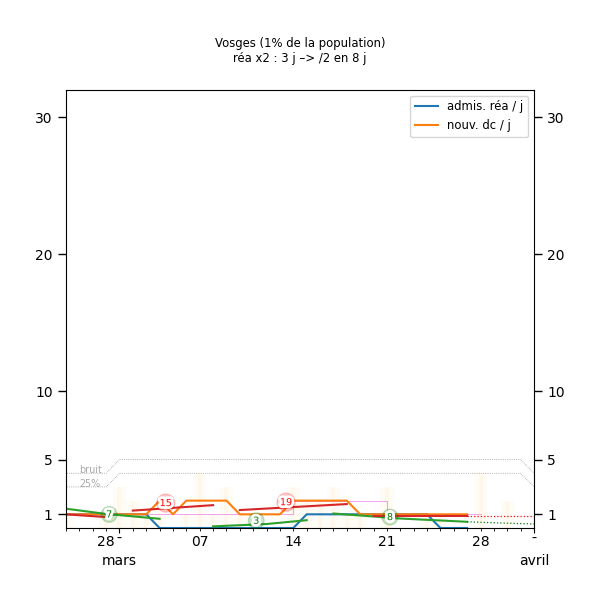 Vosges (1% de la population)
réa x2 : 3 j –> /2 en 8 j
admis. réa / j
nouv. dc / j
30 30
20 20
10 10
5 5
bruit
25%
1 1
7 15 3 19 8
28 07 14 21 28
mars avril